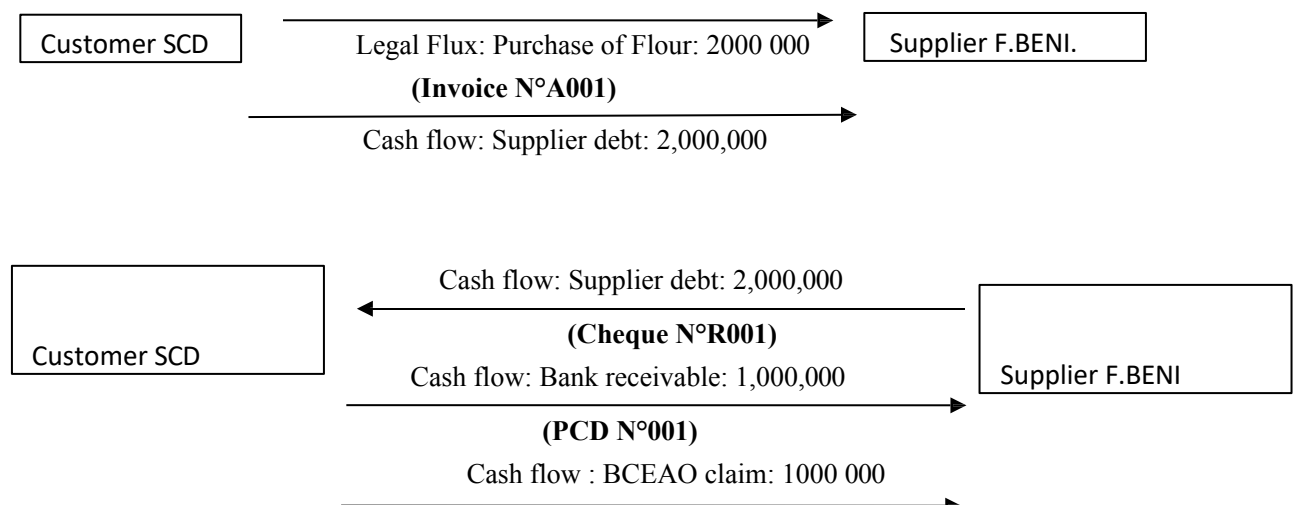 Customer SCD
Legal Flux: Purchase of Flour: 2000 000
Supplier F.BENI.
(Invoice N°A001)
Cash flow: Supplier debt: 2,000,000
Cash flow: Supplier debt: 2,000,000
(Cheque N°R001)
Customer SCD
Cash flow: Bank receivable: 1,000,000
Supplier F.BENI
(PCD N°001)
Cash flow : BCEAO claim: 1000 000